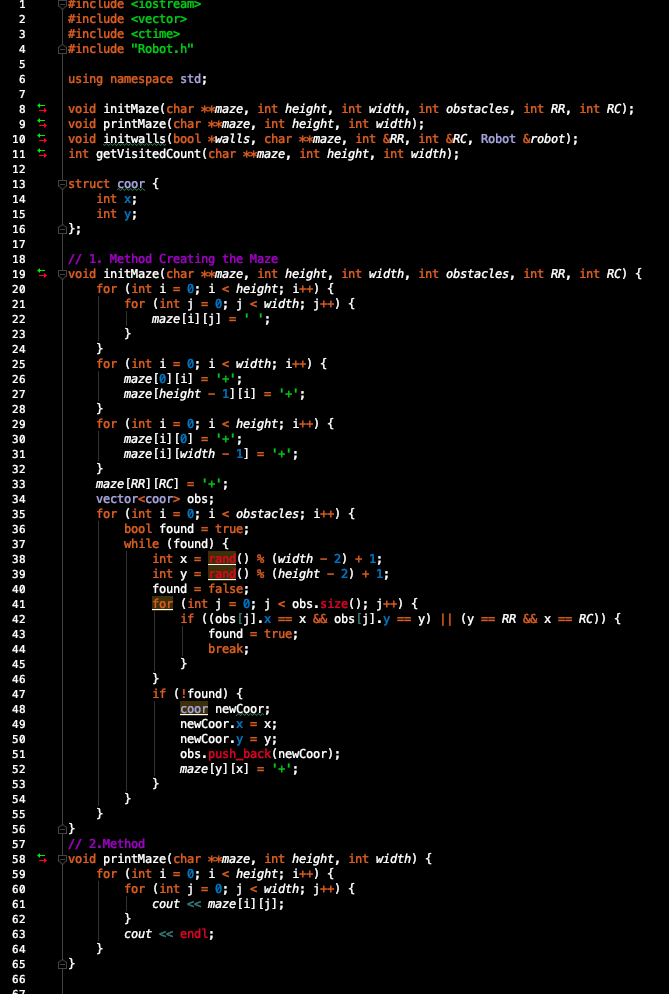 1 #include <iostream>
2 #include <vector>
3 #include <ctime>
4 #include "Robot.h"
5
6 using namespace std;
7
8 void initMaze(char **maze, int height, int width, int obstacles, int RR, int RC);
9 void printMaze(char **maze, int height, int width);
10 void initwalls(bool *walls, char **maze, int &RR, int &RC, Robot &robot);
11 int getVisitedCount(char **maze, int height, int width);
12
13 struct coor {
14     int x;
15     int y;
16 };
17
18 // 1. Method Creating the Maze
19 void initMaze(char **maze, int height, int width, int obstacles, int RR, int RC) {
20     for (int i = 0; i < height; i++) {
21         for (int j = 0; j < width; j++) {
22             maze[i][j] = ' ';
23         }
24     }
25     for (int i = 0; i < width; i++) {
26         maze[0][i] = '+';
27         maze[height - 1][i] = '+';
28     }
29     for (int i = 0; i < height; i++) {
30         maze[i][0] = '+';
31         maze[i][width - 1] = '+';
32     }
33     maze[RR][RC] = '+';
34     vector<coor> obs;
35     for (int i = 0; i < obstacles; i++) {
36         bool found = true;
37         while (found) {
38             int x = rand() % (width - 2) + 1;
39             int y = rand() % (height - 2) + 1;
40             found = false;
41             for (int j = 0; j < obs.size(); j++) {
42                 if ((obs[j].x == x && obs[j].y == y) || (y == RR && x == RC)) {
43                     found = true;
44                     break;
45                 }
46             }
47             if (!found) {
48                 coor newCoor;
49                 newCoor.x = x;
50                 newCoor.y = y;
51                 obs.push_back(newCoor);
52                 maze[y][x] = '+';
53             }
54         }
55     }
56 }
57 // 2.Method
58 void printMaze(char **maze, int height, int width) {
59     for (int i = 0; i < height; i++) {
60         for (int j = 0; j < width; j++) {
61             cout << maze[i][j];
62         }
63         cout << endl;
64     }
65 }
66
67